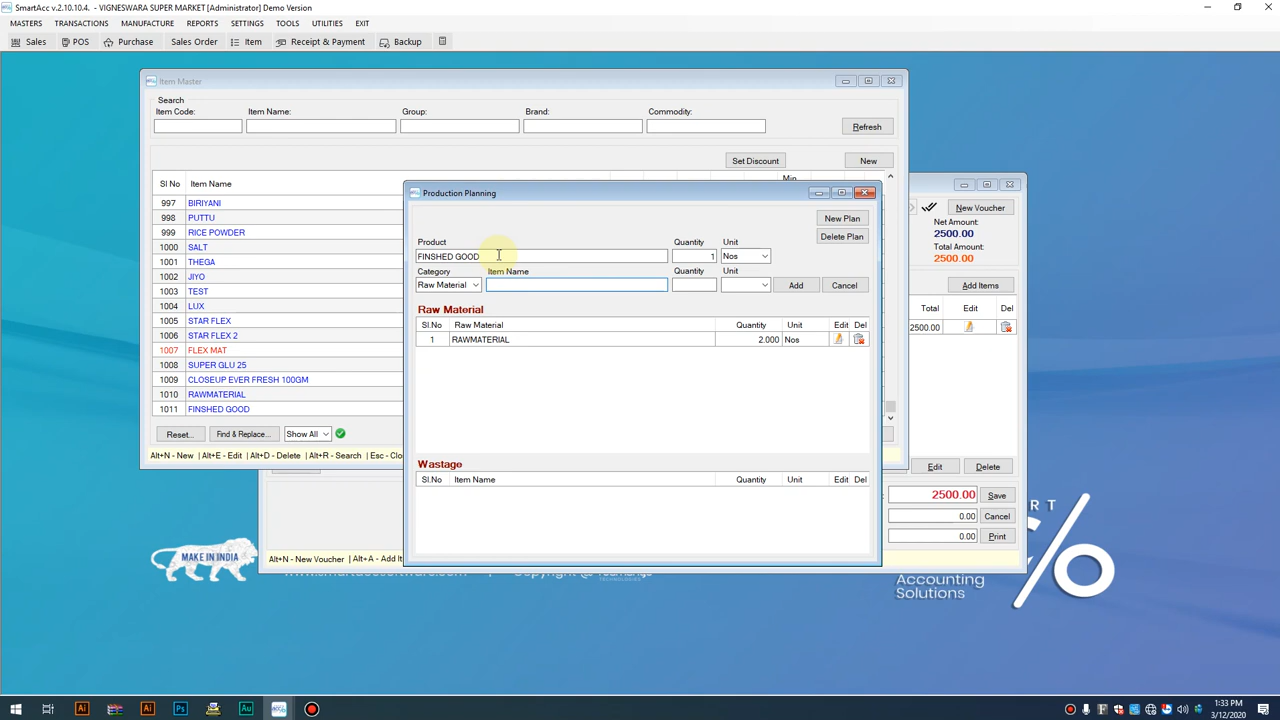 SmartAcc v.2.10.10.4. - VIGNESWARA SUPER MARKET [Administrator] Demo Version
MASTERS TRANSACTIONS MANUFACTURE REPORTS SETTINGS TOOLS UTILITIES EXIT
Sales POS Purchase Sales Order Item Receipt & Payment Backup
Item Master
Search
Item Code: Item Name: Group: Brand: Commodity:
Refresh
Set Discount New
Sl No Item Name Min
997 BIRIYANI
998 PUTTU
999 RICE POWDER
1000 SALT
1001 THEGA
1002 JIYO
1003 TEST
1004 LUX
1005 STAR FLEX
1006 STAR FLEX 2
1007 FLEX MAT
1008 SUPER GLU 25
1009 CLOSEUP EVER FRESH 100GM
1010 RAWMATERIAL
1011 FINSHED GOOD
Reset... Find & Replace... Show All
Alt+N - New | Alt+E - Edit | Alt+D - Delete | Alt+R - Search | Esc - Clo
Production Planning
New Plan
Delete Plan
Product Quantity Unit
FINSHED GOOD 1 Nos
Category Item Name Quantity Unit
Raw Material Add Cancel
Raw Material
Sl.No Raw Material Quantity Unit Edit Del
1 RAWMATERIAL 2.000 Nos
Wastage
Sl.No Item Name Quantity Unit Edit Del
New Voucher
Net Amount:
2500.00
Total Amount:
2500.00
Add Items
Total Edit Del
2500.00
Edit Delete
2500.00 Save
0.00 Cancel
0.00 Print
Alt+N - New Voucher | Alt+A - Add It
MAKE IN INDIA
R T
Accounting
Solutions
1:33 PM
3/12/2020